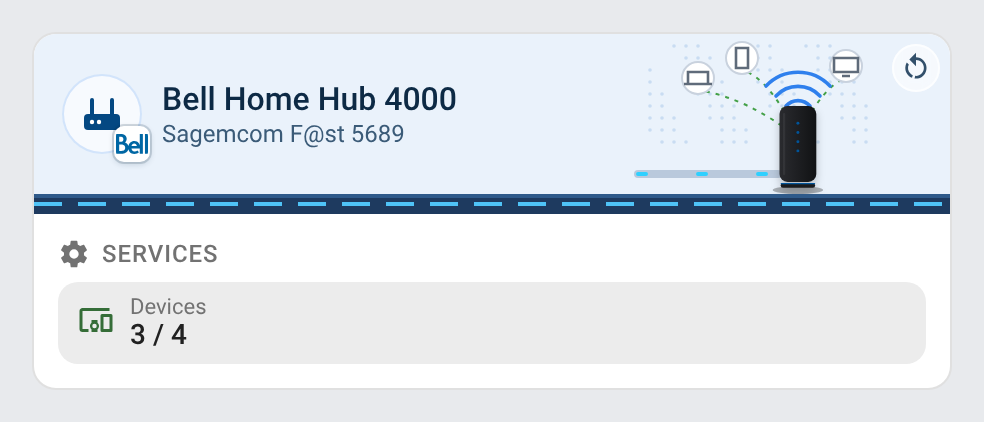 Bell Home Hub 4000
Sagemcom F@st 5689
Bell
SERVICES
Devices
3 / 4